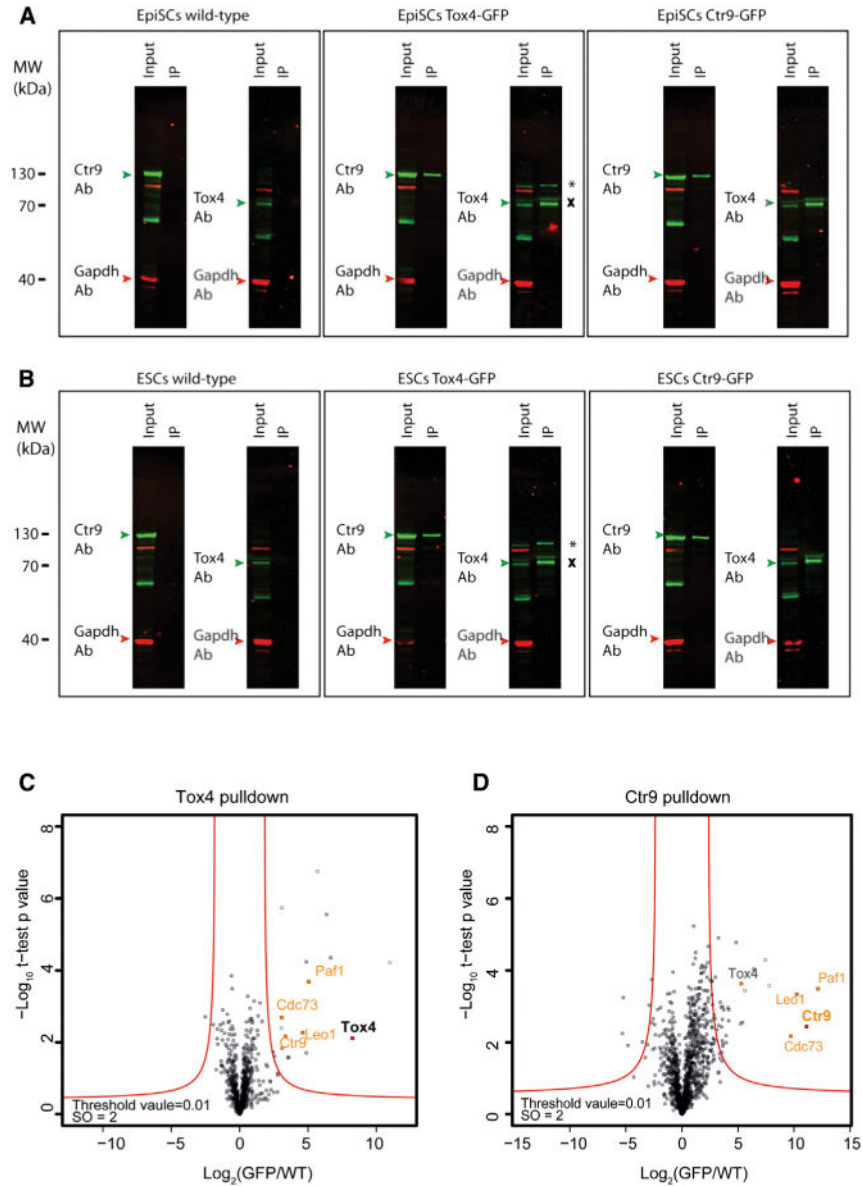 A
EpiSCs wild-type
EpiSCs Tox4-GFP
EpiSCs Ctr9-GFP
MW
(kDa)
Input
IP
Input
IP
Input
IP
Input
IP
Input
IP
Input
IP
130
70
40
Ctr9
Ab
Tox4
Ab
Gapdh
Ab
Gapdh
Ab
Ctr9
Ab
Tox4
Ab
Gapdh
Ab
Gapdh
Ab
*
x
Ctr9
Ab
Tox4
Ab
Gapdh
Ab
Gapdh
Ab
B
ESCs wild-type
ESCs Tox4-GFP
ESCs Ctr9-GFP
MW
(kDa)
Input
IP
Input
IP
Input
IP
Input
IP
Input
IP
Input
IP
130
70
40
Ctr9
Ab
Tox4
Ab
Gapdh
Ab
Gapdh
Ab
Ctr9
Ab
Tox4
Ab
Gapdh
Ab
Gapdh
Ab
*
x
Ctr9
Ab
Tox4
Ab
Gapdh
Ab
Gapdh
Ab
C
Tox4 pulldown
−Log10 t−test p value
8
6
4
2
0
Paf1
Cdc73
Leo1
Ctr9
Tox4
Threshold vaule=0.01
SO = 2
−10 −5 0 5 10
Log2(GFP/WT)
D
Ctr9 pulldown
−Log10 t−test p value
8
6
4
2
0
Tox4
Paf1
Leo1
Ctr9
Cdc73
Threshold vaule=0.01
SO = 2
−15 −10 −5 0 5 10 15
Log2(GFP/WT)